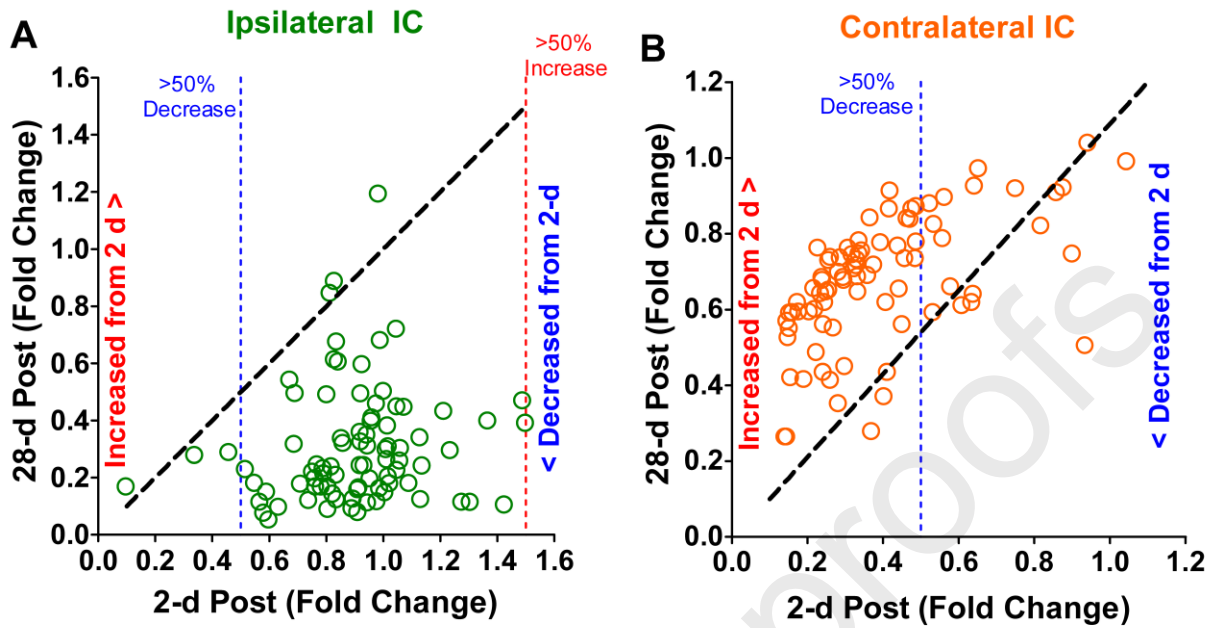 A
Ipsilateral IC
>50%
Decrease
>50%
Increase
28-d Post (Fold Change)
Increased from 2 d >
< Decreased from 2-d
1.6
1.4
1.2
1.0
0.8
0.6
0.4
0.2
0.0
0.0 0.2 0.4 0.6 0.8 1.0 1.2 1.4 1.6
2-d Post (Fold Change)
B
Contralateral IC
>50%
Decrease
28-d Post (Fold Change)
Increased from 2 d >
< Decreased from 2 d
1.2
1.0
0.8
0.6
0.4
0.2
0.0
0.0 0.2 0.4 0.6 0.8 1.0 1.2
2-d Post (Fold Change)
proofs